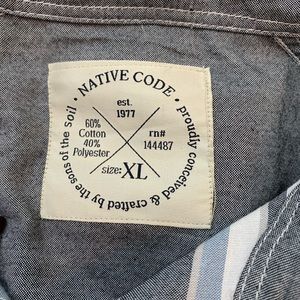 • NATIVE CODE •
proudly conceived & crafted by the sons of the soil
est.
1977
60%
Cotton
40%
Polyester
rn#
144487
size: XL